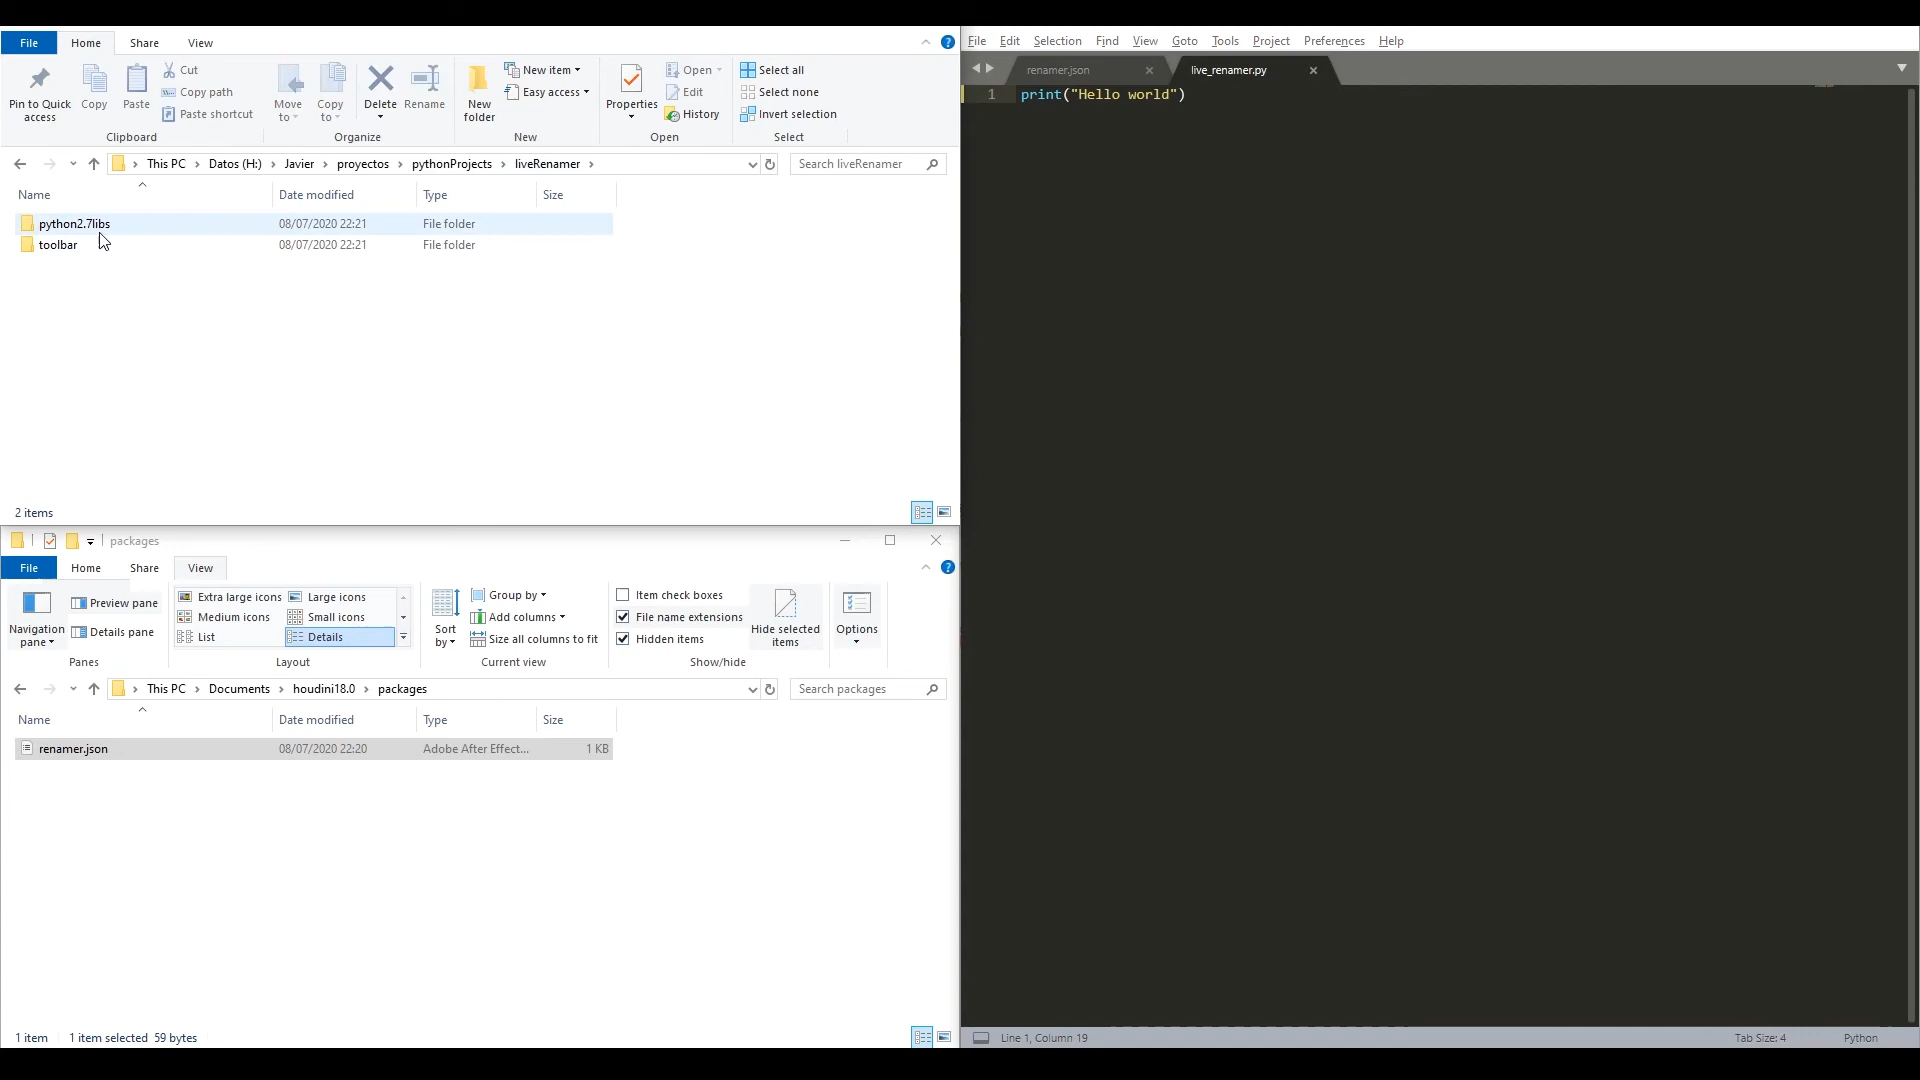 File Home Share View
Pin to Quick access
Copy
Paste
Cut
Copy path
Paste shortcut
Clipboard
Move to
Copy to
Delete
Rename
Organize
New folder
New item
Easy access
New
Properties
Open
Edit
History
Open
Select all
Select none
Invert selection
Select
This PC > Datos (H:) > Javier > proyectos > pythonProjects > liveRenamer >
Search liveRenamer
Name Date modified Type Size
python2.7libs 08/07/2020 22:21 File folder
toolbar 08/07/2020 22:21 File folder
2 items
packages
File Home Share View
Navigation pane
Preview pane
Details pane
Panes
Extra large icons Large icons
Medium icons Small icons
List Details
Layout
Sort by
Group by
Add columns
Size all columns to fit
Current view
Item check boxes
File name extensions
Hidden items
Hide selected items
Show/hide
Options
This PC > Documents > houdini18.0 > packages
Search packages
Name Date modified Type Size
renamer.json 08/07/2020 22:20 Adobe After Effect... 1 KB
1 item 1 item selected 59 bytes
File Edit Selection Find View Goto Tools Project Preferences Help
renamer.json live_renamer.py
1 print("Hello world")
Line 1, Column 19 Tab Size: 4 Python